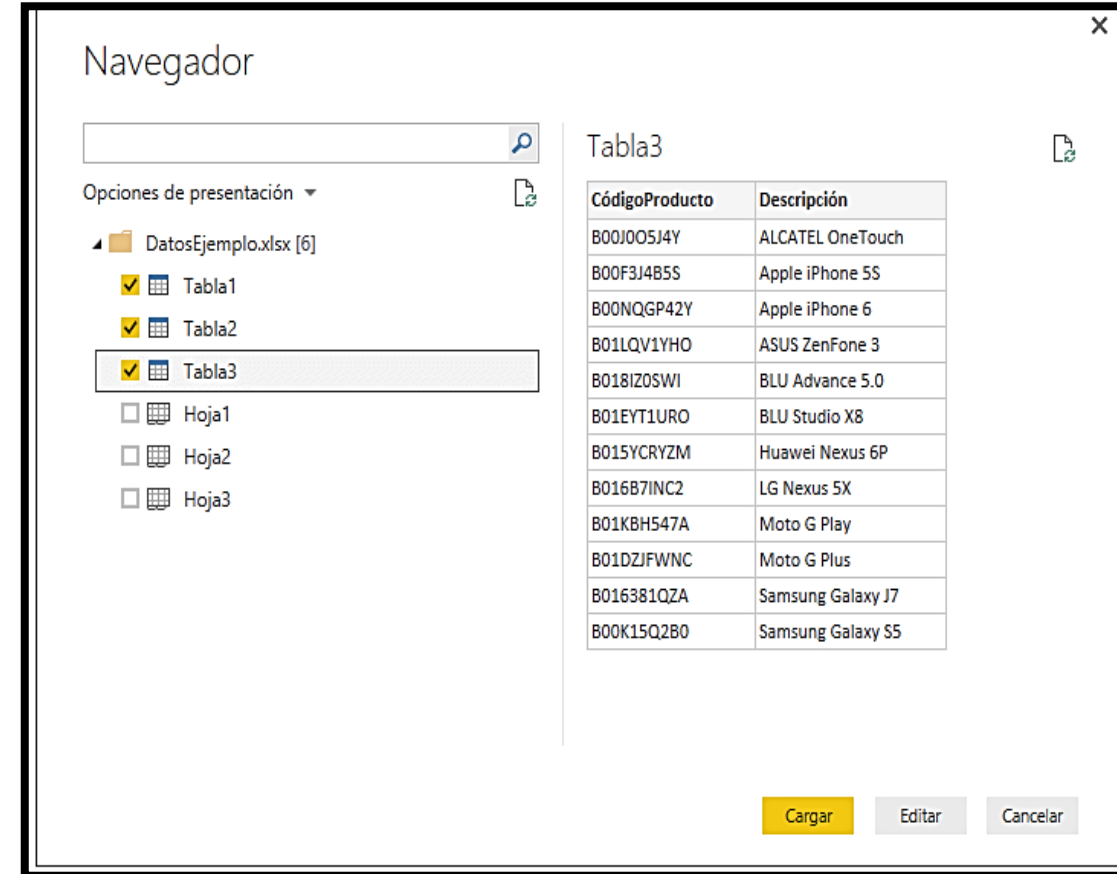 Navegador
Opciones de presentación
DatosEjemplo.xlsx [6]
Tabla1
Tabla2
Tabla3
Hoja1
Hoja2
Hoja3
Tabla3
CódigoProducto Descripción
B00J0O5J4Y ALCATEL OneTouch
B00F3J4B5S Apple iPhone 5S
B00NQGP42Y Apple iPhone 6
B01LQV1YHO ASUS ZenFone 3
B018IZ0SWI BLU Advance 5.0
B01EYT1URO BLU Studio X8
B015YCRYZM Huawei Nexus 6P
B016B7INC2 LG Nexus 5X
B01KBH547A Moto G Play
B01DZJFWNC Moto G Plus
B016381QZA Samsung Galaxy J7
B00K15Q2B0 Samsung Galaxy S5
Cargar Editar Cancelar